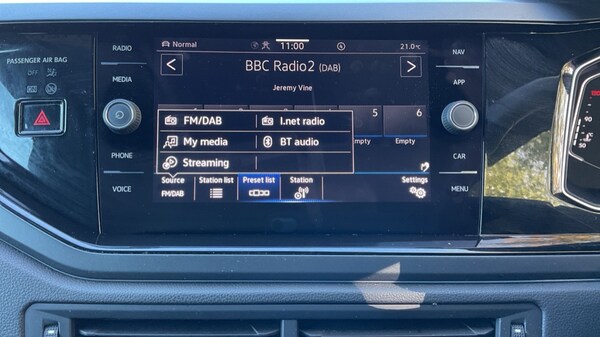 PASSENGER AIR BAG
OFF
RADIO
MEDIA
PHONE
VOICE
Normal
11:00
21.0°C
BBC Radio2 (DAB)
Jeremy Vine
5
6
FM/DAB
I.net radio
My media
BT audio
Streaming
Empty
Empty
Source
FM/DAB
Station list
Preset list
Station
Settings
NAV
APP
CAR
MENU
100
50